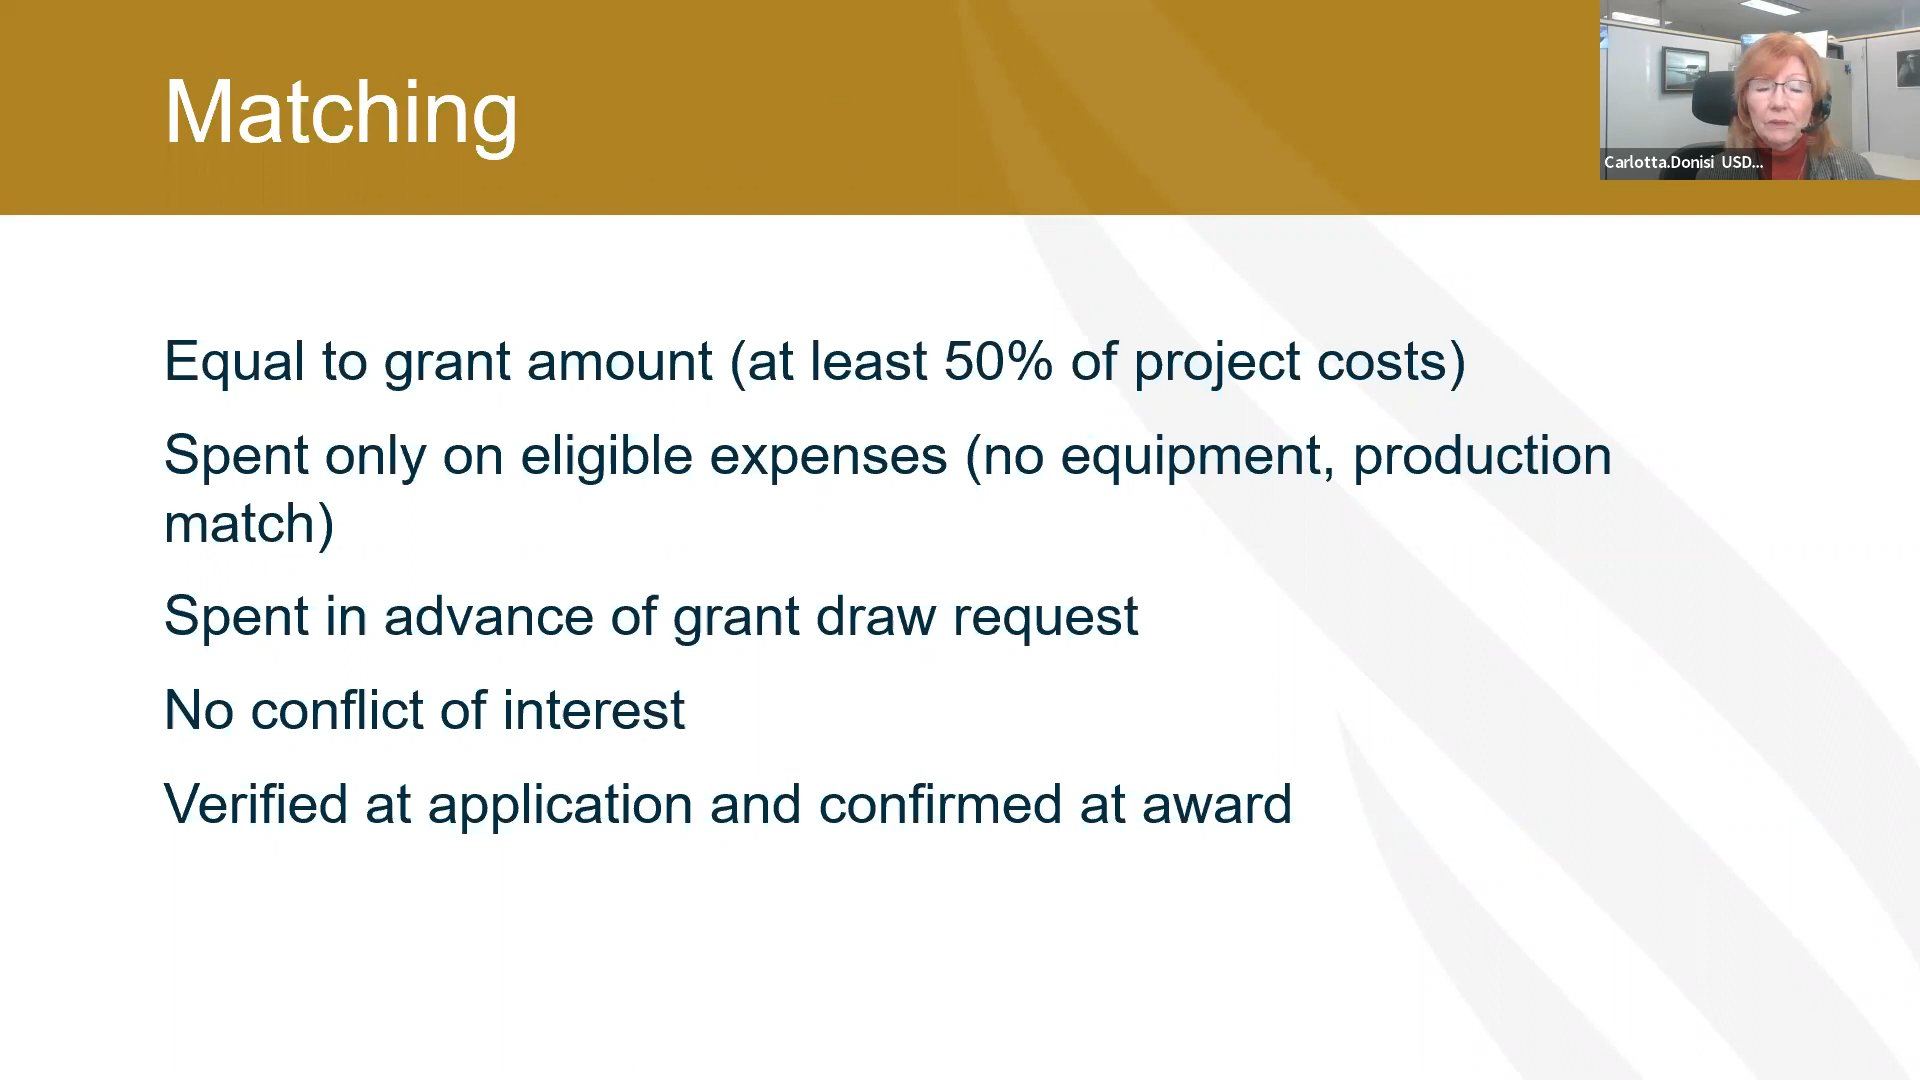 Matching
Carlotta.Donisi USD...
Equal to grant amount (at least 50% of project costs)
Spent only on eligible expenses (no equipment, production
match)
Spent in advance of grant draw request
No conflict of interest
Verified at application and confirmed at award